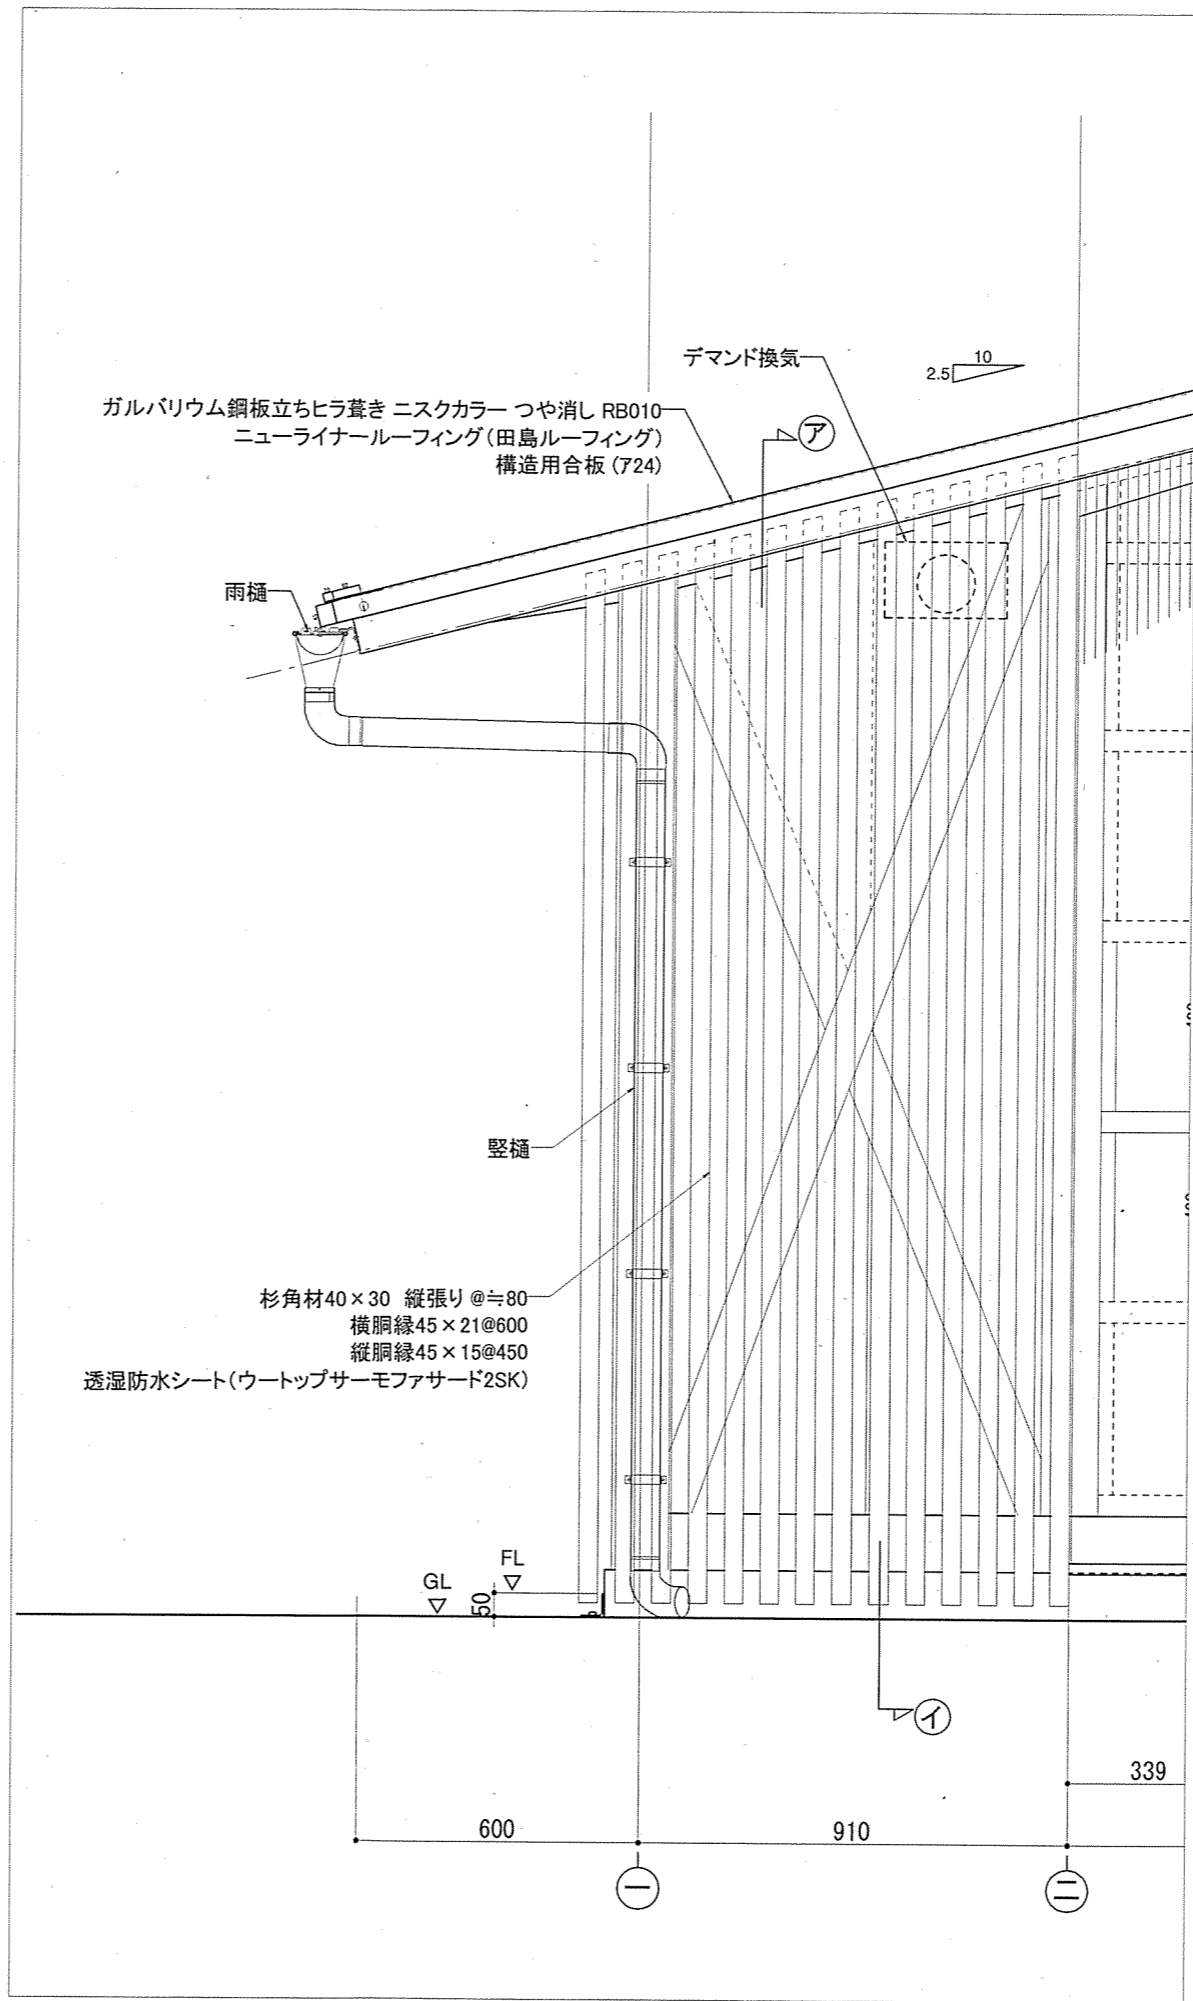 デマンド換気
10
2.5
ガルバリウム鋼板立ちヒラ葺き ニスクカラー つや消し RB010
ニューライナールーフィング(田島ルーフィング)
構造用合板 (ア24)
ア
雨樋
竪樋
杉角材40×30 縦張り @≒80
横胴縁45×21@600
縦胴縁45×15@450
透湿防水シート(ウートップサーモファサード2SK)
FL
GL
50
イ
339
600
910
一
二